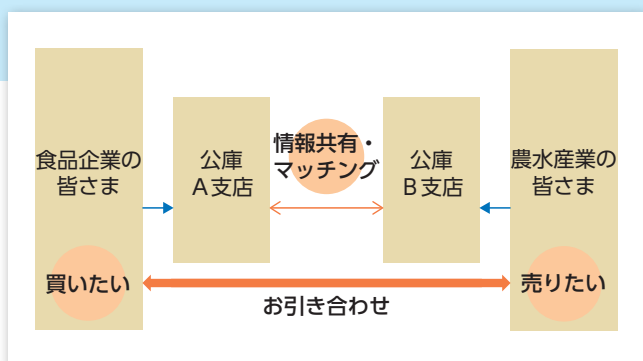 食品企業の
皆さま
公庫
A支店
情報共有・
マッチング
公庫
B支店
農水産業の
皆さま
買いたい
売りたい
お引き合わせ